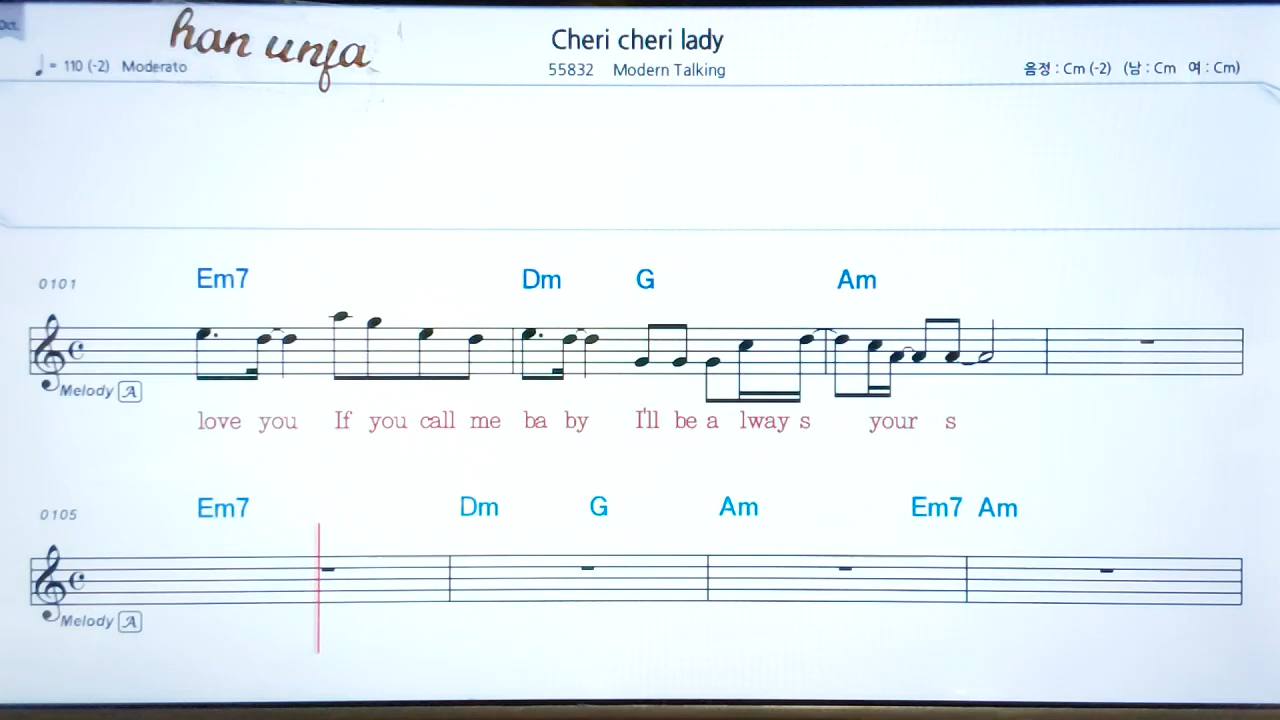 Oct.
han unfa
Cheri cheri lady
♩ = 110 (-2) Moderato
55832 Modern Talking
음정 : Cm (-2) (남 : Cm 여 : Cm)
Em7 Dm G Am
0101
Melody A
love you If you call me ba by I'll be a lway s your s
Em7 Dm G Am Em7 Am
0105
Melody A